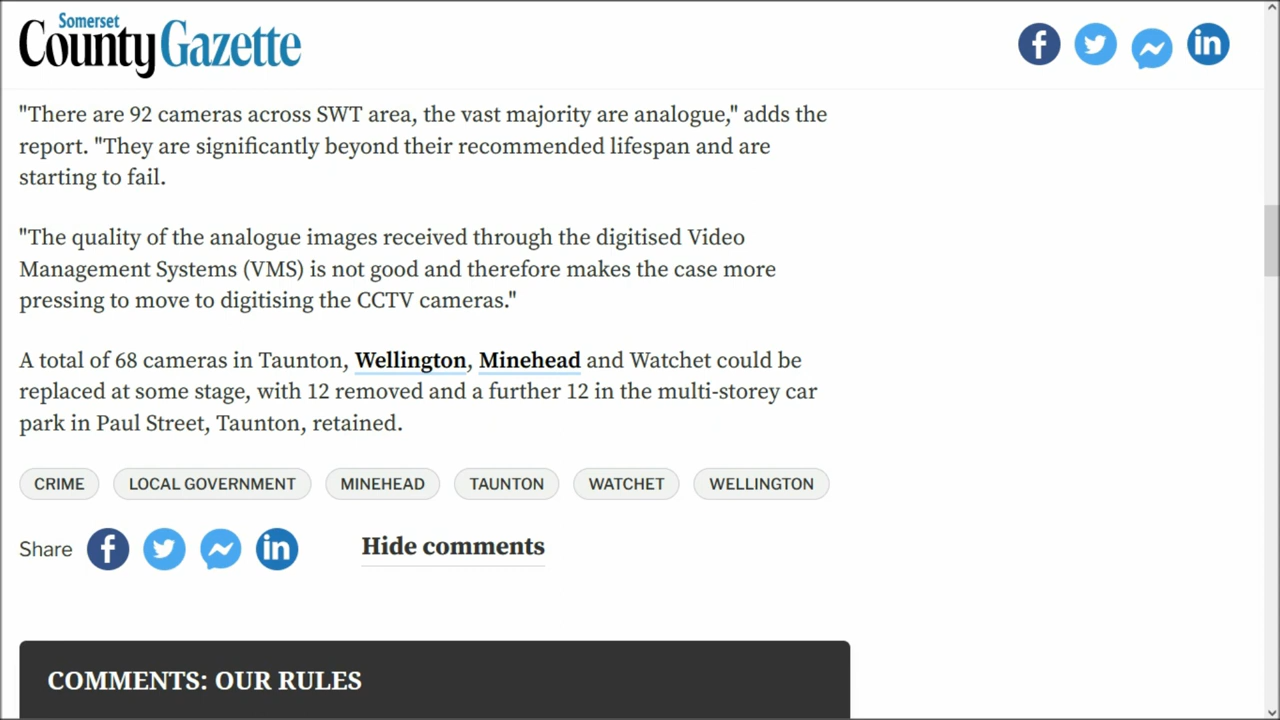 Somerset
County Gazette
"There are 92 cameras across SWT area, the vast majority are analogue," adds the
report. "They are significantly beyond their recommended lifespan and are
starting to fail.
"The quality of the analogue images received through the digitised Video
Management Systems (VMS) is not good and therefore makes the case more
pressing to move to digitising the CCTV cameras."
A total of 68 cameras in Taunton, Wellington, Minehead and Watchet could be
replaced at some stage, with 12 removed and a further 12 in the multi-storey car
park in Paul Street, Taunton, retained.
CRIME LOCAL GOVERNMENT MINEHEAD TAUNTON WATCHET WELLINGTON
Share Hide comments
COMMENTS: OUR RULES